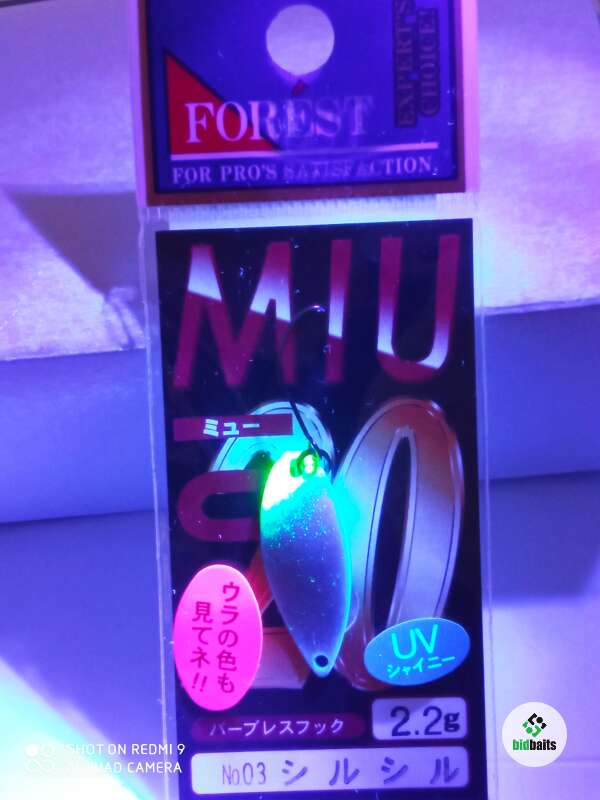 EXPERT'S
CHOICE!
FOREST
FOR PRO'S SATISFACTION.
MIU
ミュー
20
ウラの色も
見てネ!!
UV
シャイニー
バーブレスフック
2.2g
No03 シルシル
bidbaits
SHOT ON REDMI 9
AI QUAD CAMERA